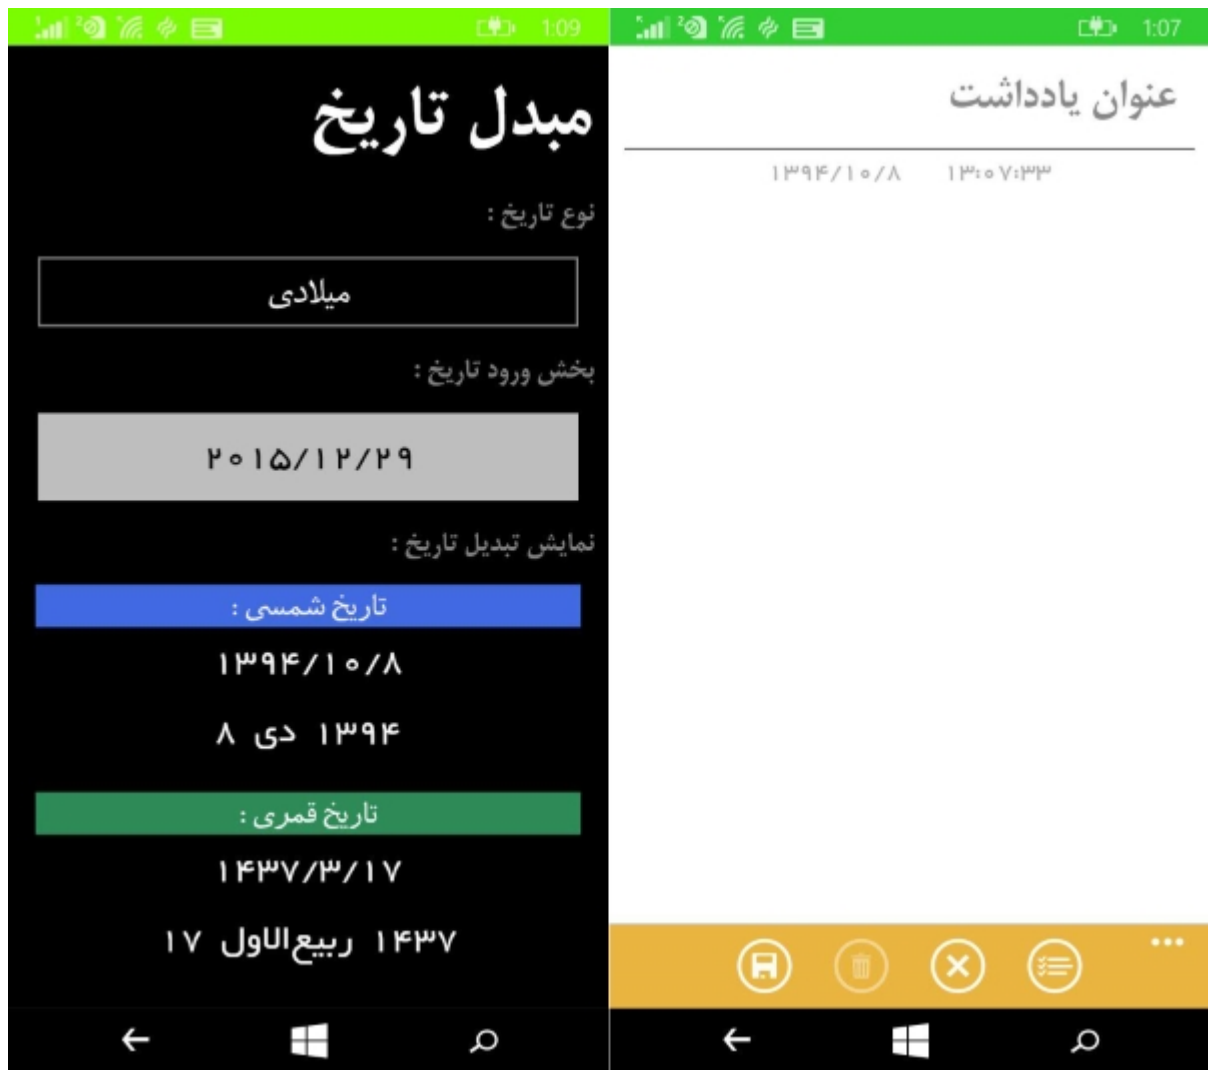 1:09
مبدل تاریخ
نوع تاریخ :
میلادی
بخش ورود تاریخ :
۲۰۱۵/۱۲/۲۹
نمایش تبدیل تاریخ :
تاریخ شمسی :
۱۳۹۴/۱۰/۸
۱۳۹۴ دی ۸
تاریخ قمری :
۱۴۳۷/۳/۱۷
۱۴۳۷ ربیع‌الاول ۱۷
1:07
عنوان یادداشت
۱۳۹۴/۱۰/۸ ۱۳:۰۷:۳۳